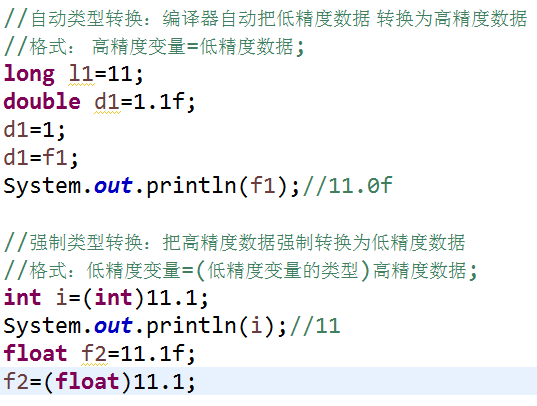 //自动类型转换：编译器自动把低精度数据 转换为高精度数据
//格式： 高精度变量=低精度数据;
long l1=11;
double d1=1.1f;
d1=1;
d1=f1;
System.out.println(f1);//11.0f
//强制类型转换：把高精度数据强制转换为低精度数据
//格式：低精度变量=(低精度变量的类型)高精度数据;
int i=(int)11.1;
System.out.println(i);//11
float f2=11.1f;
f2=(float)11.1;